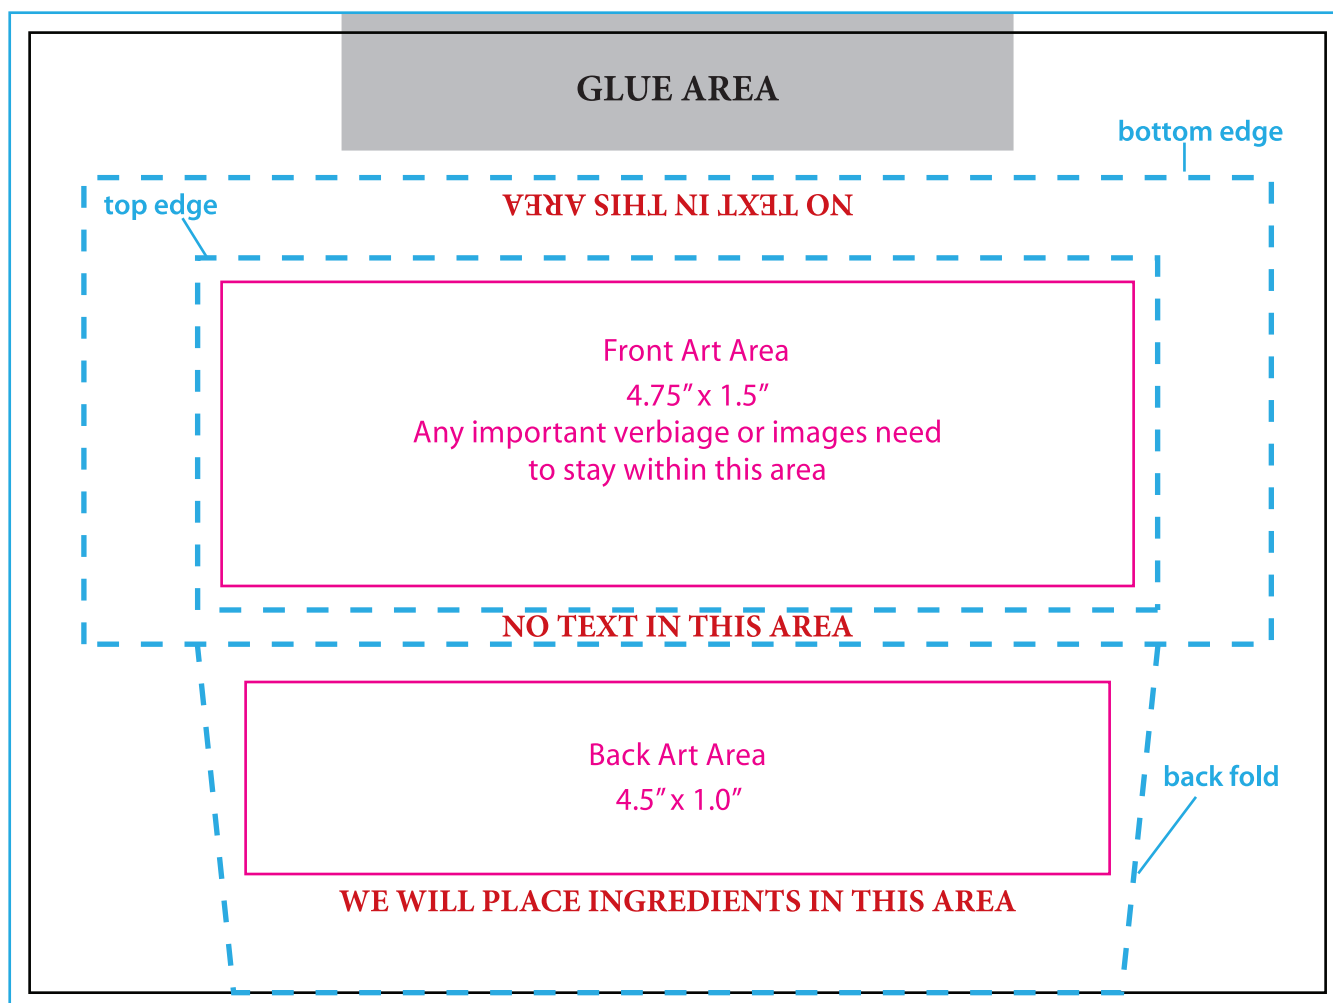 GLUE AREA
bottom edge
NO TEXT IN THIS AREA
top edge
Front Art Area
4.75” x 1.5”
Any important verbiage or images need
to stay within this area
NO TEXT IN THIS AREA
Back Art Area
4.5” x 1.0”
back fold
WE WILL PLACE INGREDIENTS IN THIS AREA